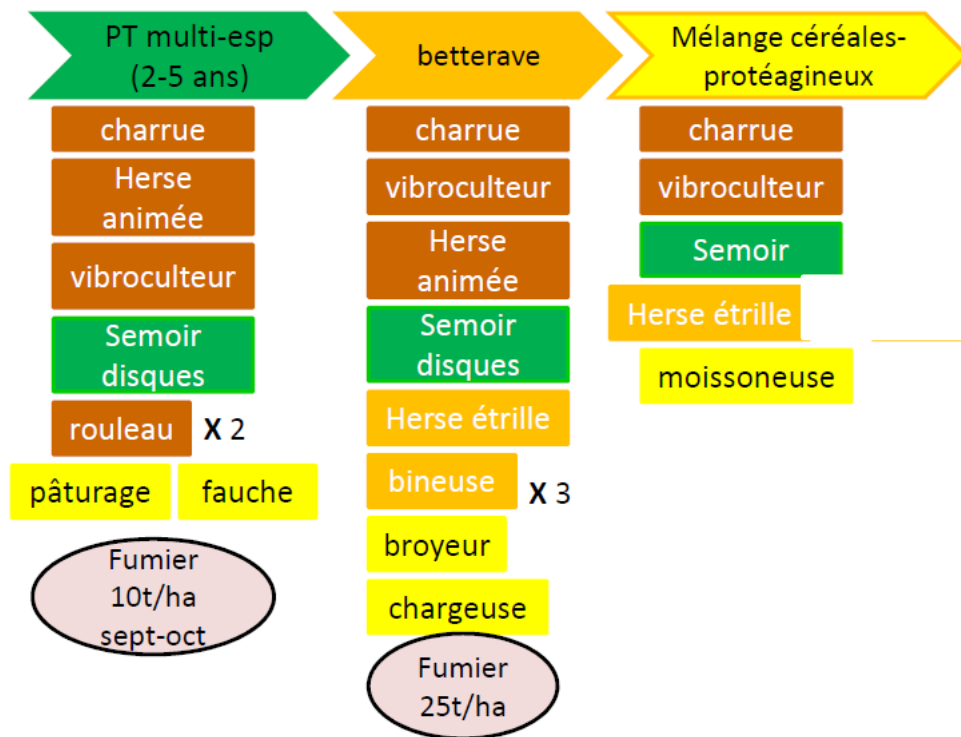 PT multi-esp
(2-5 ans)
charrue
Herse
animée
vibroculteur
Semoir
disques
rouleau X 2
pâturage fauche
Fumier
10t/ha
sept-oct
betterave
charrue
vibroculteur
Herse
animée
Semoir
disques
Herse étrille
bineuse X 3
broyeur
chargeuse
Fumier
25t/ha
Mélange céréales-
protéagineux
charrue
vibroculteur
Semoir
Herse étrille
moissoneuse